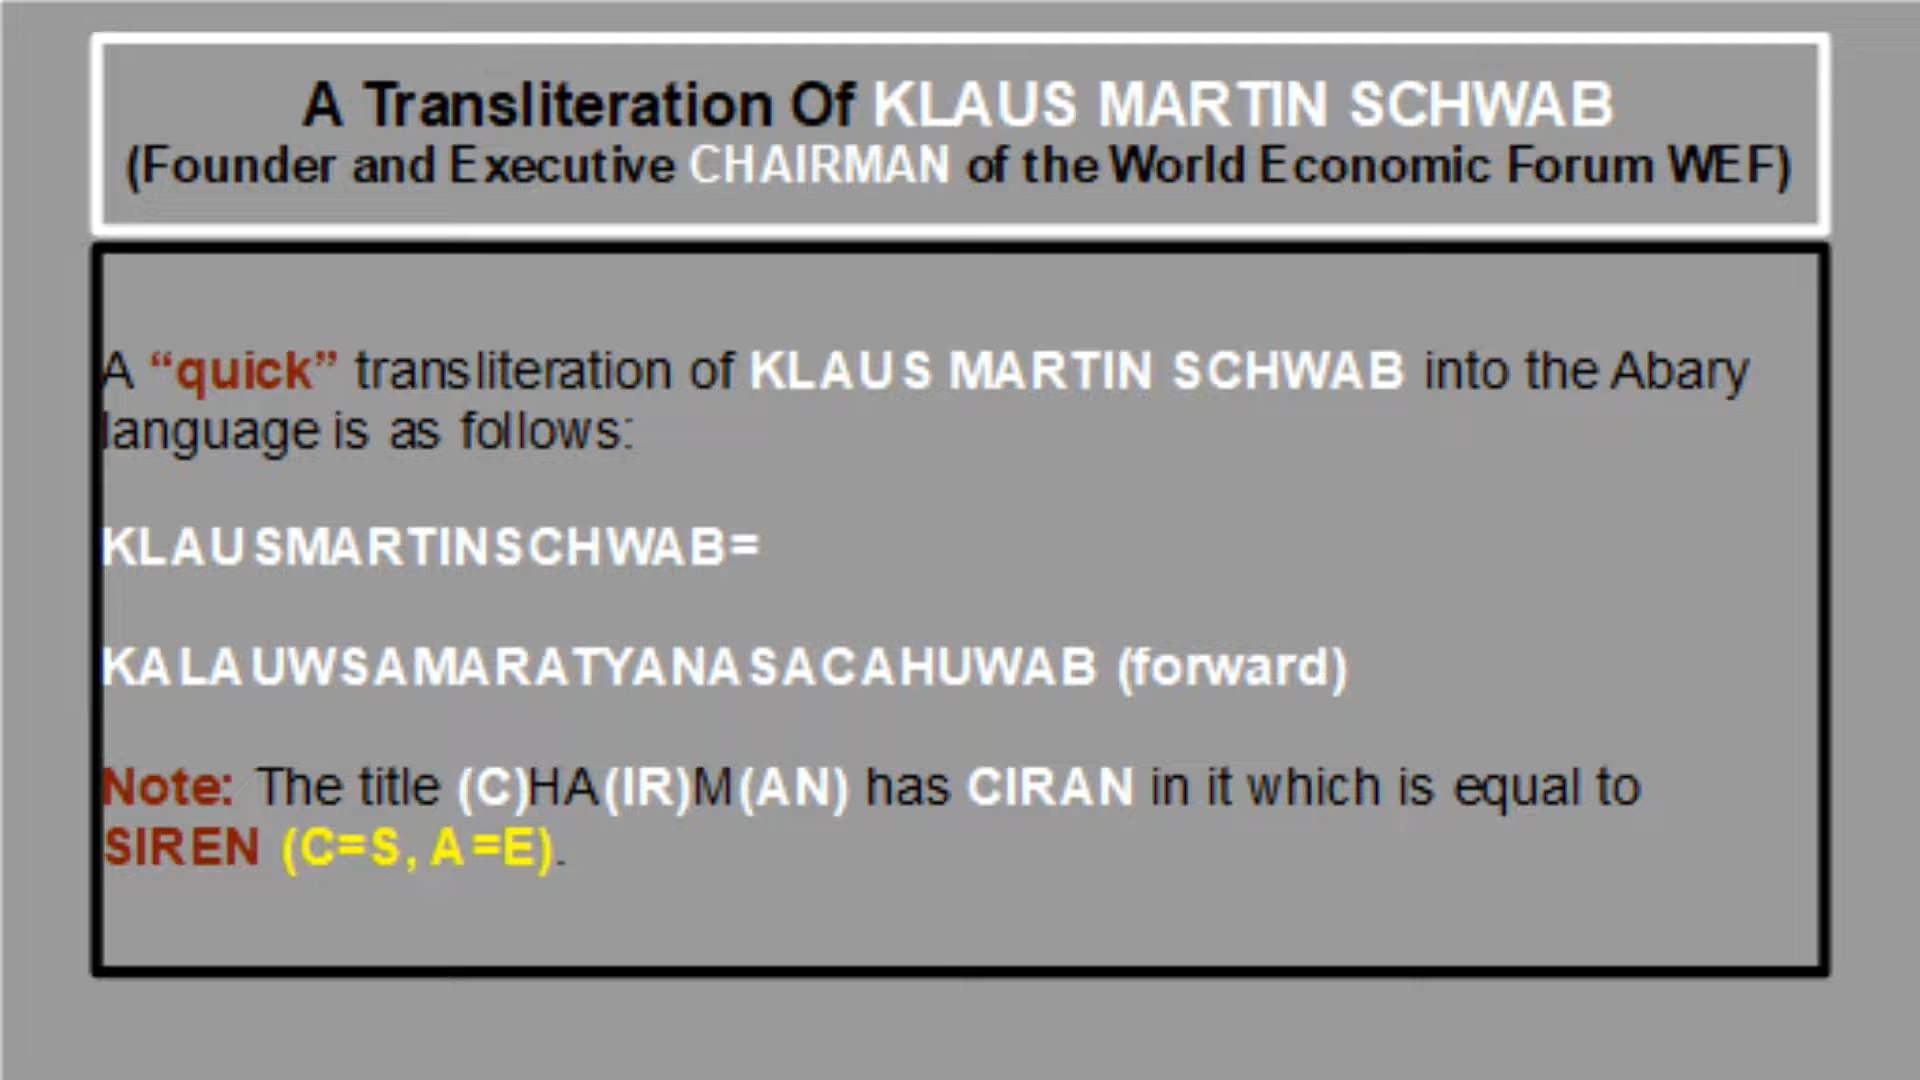 A Transliteration Of KLAUS MARTIN SCHWAB
(Founder and Executive CHAIRMAN of the World Economic Forum WEF)
A “quick” transliteration of KLAUS MARTIN SCHWAB into the Abary
language is as follows:
KLAUSMARTINSCHWAB=
KALAUWSAMARATYANASACAHUWAB (forward)
Note: The title (C)HA(IR)M(AN) has CIRAN in it which is equal to
SIREN (C=S, A=E).